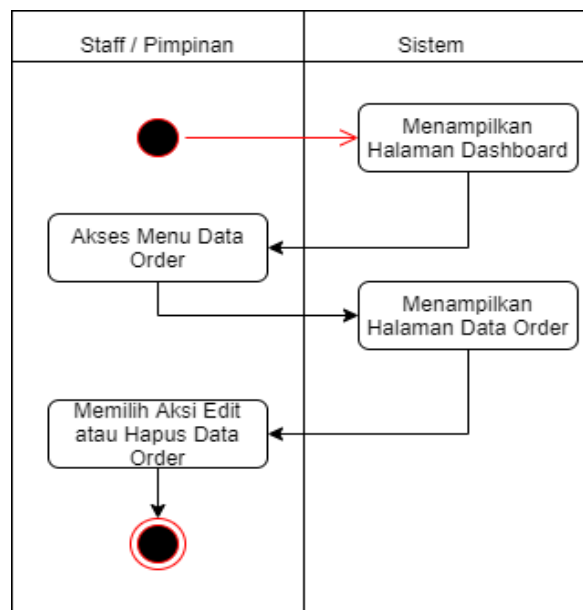 Staff / Pimpinan
Sistem
Menampilkan
Halaman Dashboard
Akses Menu Data
Order
Menampilkan
Halaman Data Order
Memilih Aksi Edit
atau Hapus Data
Order